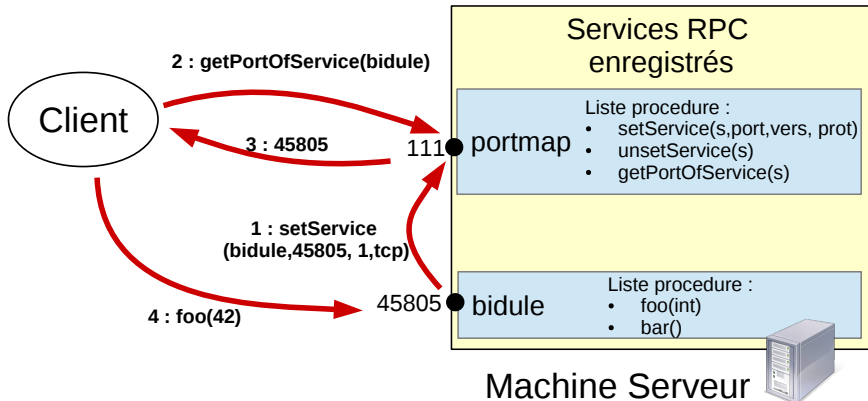 Services RPC
enregistrés
2 : getPortOfService(bidule)
Client
3 : 45805
111
portmap
Liste procedure :
• setService(s,port,vers, prot)
• unsetService(s)
• getPortOfService(s)
1 : setService
(bidule,45805, 1,tcp)
45805
bidule
Liste procedure :
• foo(int)
• bar()
4 : foo(42)
Machine Serveur